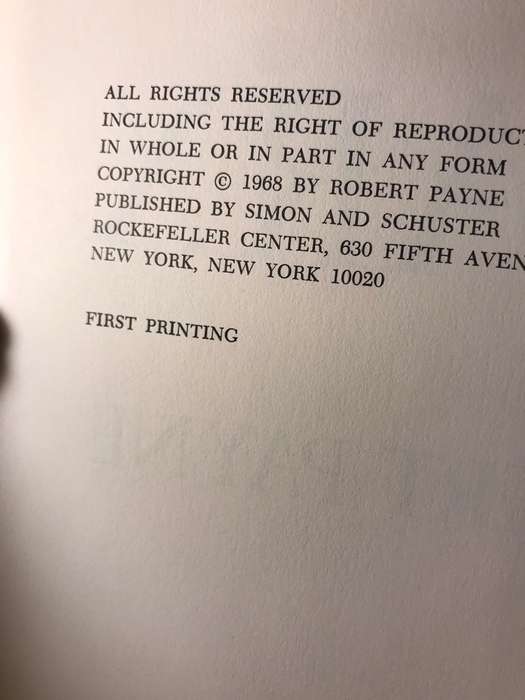 ALL RIGHTS RESERVED
INCLUDING THE RIGHT OF REPRODUCT
IN WHOLE OR IN PART IN ANY FORM
COPYRIGHT © 1968 BY ROBERT PAYNE
PUBLISHED BY SIMON AND SCHUSTER
ROCKEFELLER CENTER, 630 FIFTH AVEN
NEW YORK, NEW YORK 10020
FIRST PRINTING